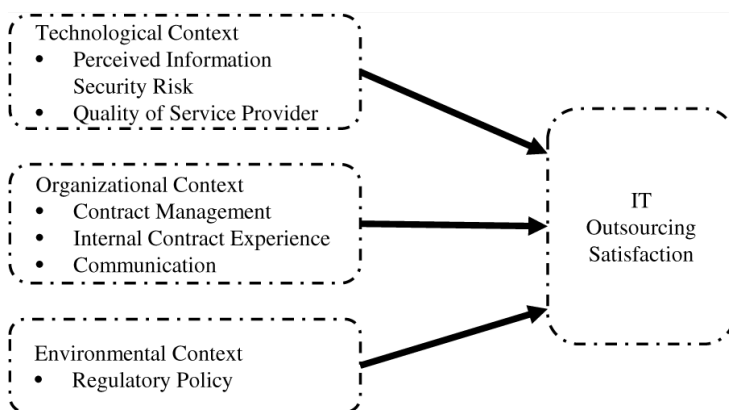 Technological Context
• Perceived Information
Security Risk
• Quality of Service Provider
Organizational Context
• Contract Management
• Internal Contract Experience
• Communication
Environmental Context
• Regulatory Policy
IT
Outsourcing
Satisfaction